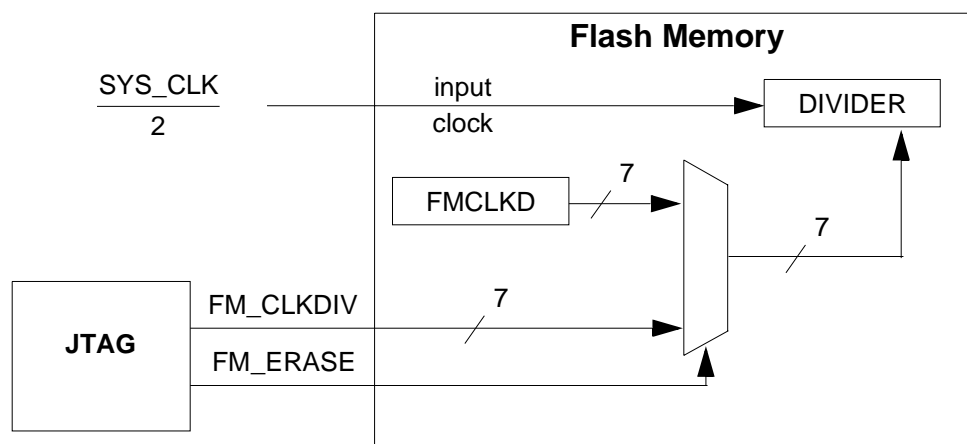 Flash Memory
SYS_CLK
2
input
clock
DIVIDER
FMCLKD
7
7
JTAG
FM_CLKDIV
7
FM_ERASE